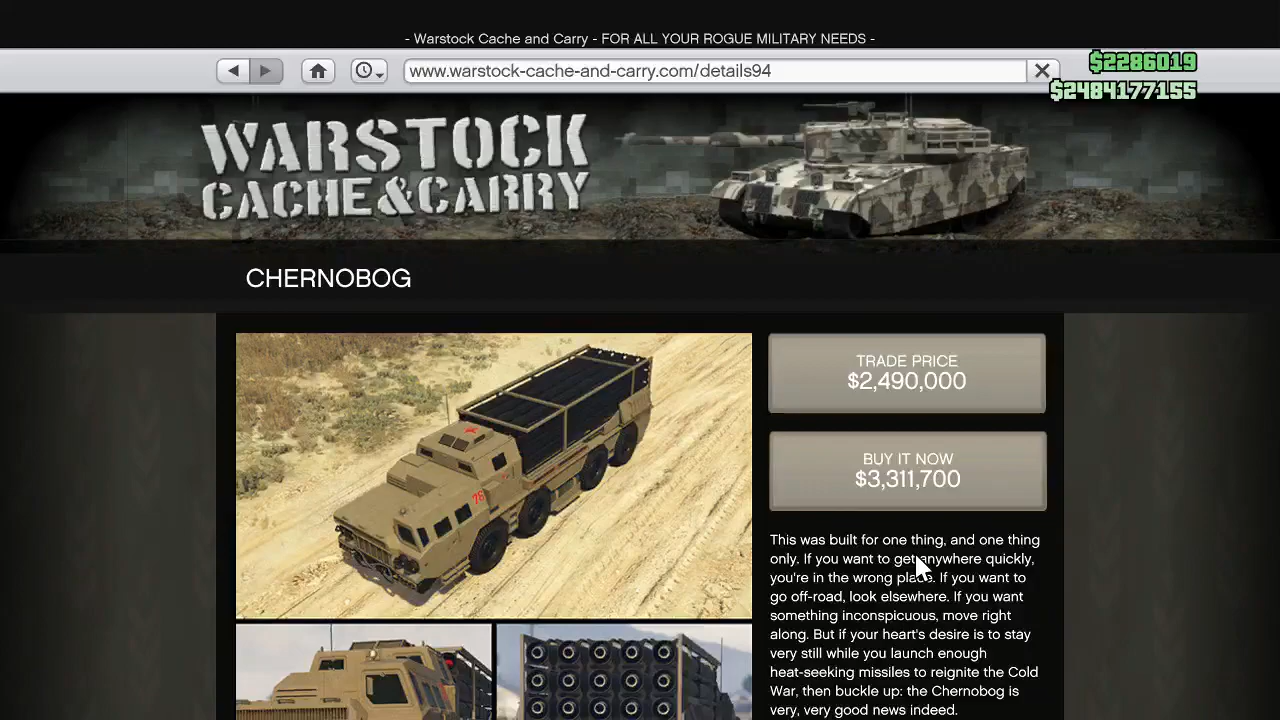 - Warstock Cache and Carry - FOR ALL YOUR ROGUE MILITARY NEEDS -
www.warstock-cache-and-carry.com/details94
$2286019
$2484177155
WARSTOCK
CACHE&CARRY
CHERNOBOG
TRADE PRICE
$2,490,000
BUY IT NOW
$3,311,700
This was built for one thing, and one thing
only. If you want to get anywhere quickly,
you're in the wrong place. If you want to
go off-road, look elsewhere. If you want
something inconspicuous, move right
along. But if your heart's desire is to stay
very still while you launch enough
heat-seeking missiles to reignite the Cold
War, then buckle up: the Chernobog is
very, very good news indeed.